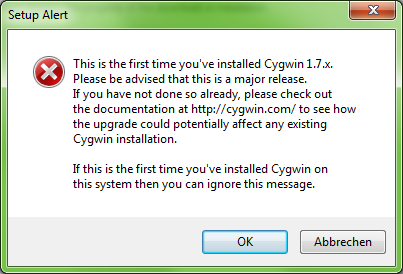 Setup Alert
This is the first time you've installed Cygwin 1.7.x.
Please be advised that this is a major release.
If you have not done so already, please check out
the documentation at http://cygwin.com/ to see how
the upgrade could potentially affect any existing
Cygwin installation.
If this is the first time you've installed Cygwin on
this system then you can ignore this message.
OK
Abbrechen